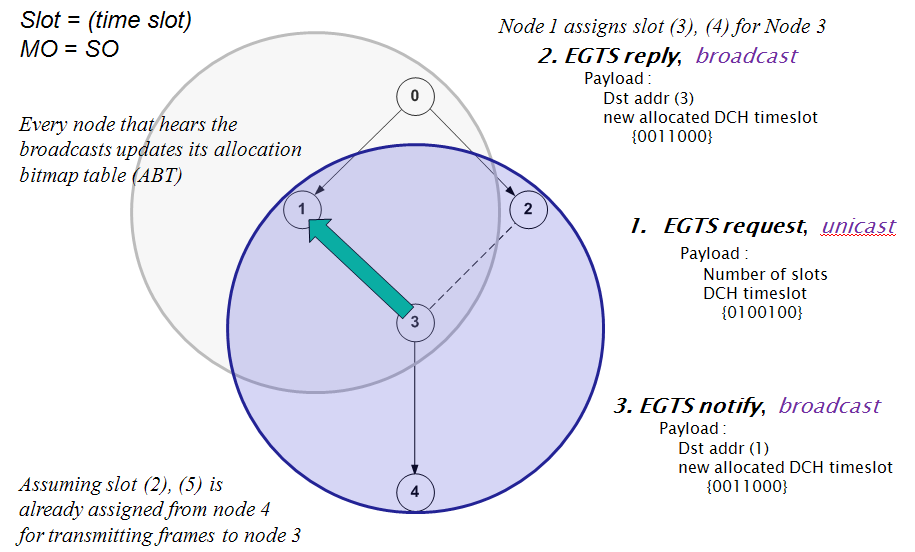 Slot = (time slot)
MO = SO
Node 1 assigns slot (3), (4) for Node 3
2. EGTS reply, broadcast
Payload :
Dst addr (3)
new allocated DCH timeslot
{0011000}
Every node that hears the
broadcasts updates its allocation
bitmap table (ABT)
0
1
2
3
4
1. EGTS request, unicast
Payload :
Number of slots
DCH timeslot
{0100100}
3. EGTS notify, broadcast
Payload :
Dst addr (1)
new allocated DCH timeslot
{0011000}
Assuming slot (2), (5) is
already assigned from node 4
for transmitting frames to node 3